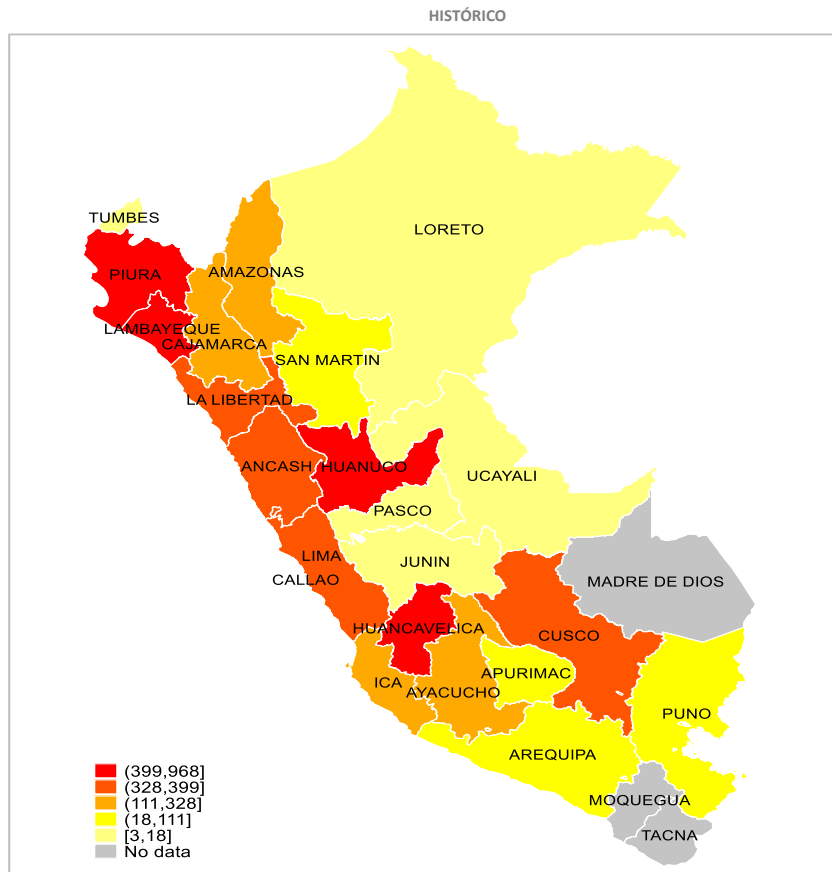 HISTÓRICO
TUMBES
LORETO
PIURA
AMAZONAS
LAMBAYEQUE
CAJAMARCA
SAN MARTIN
LA LIBERTAD
ANCASH
HUANUCO
UCAYALI
PASCO
LIMA
JUNIN
CALLAO
MADRE DE DIOS
HUANCAVELICA
CUSCO
APURIMAC
ICA
AYACUCHO
PUNO
AREQUIPA
MOQUEGUA
TACNA
(399,968]
(328,399]
(111,328]
(18,111]
[3,18]
No data